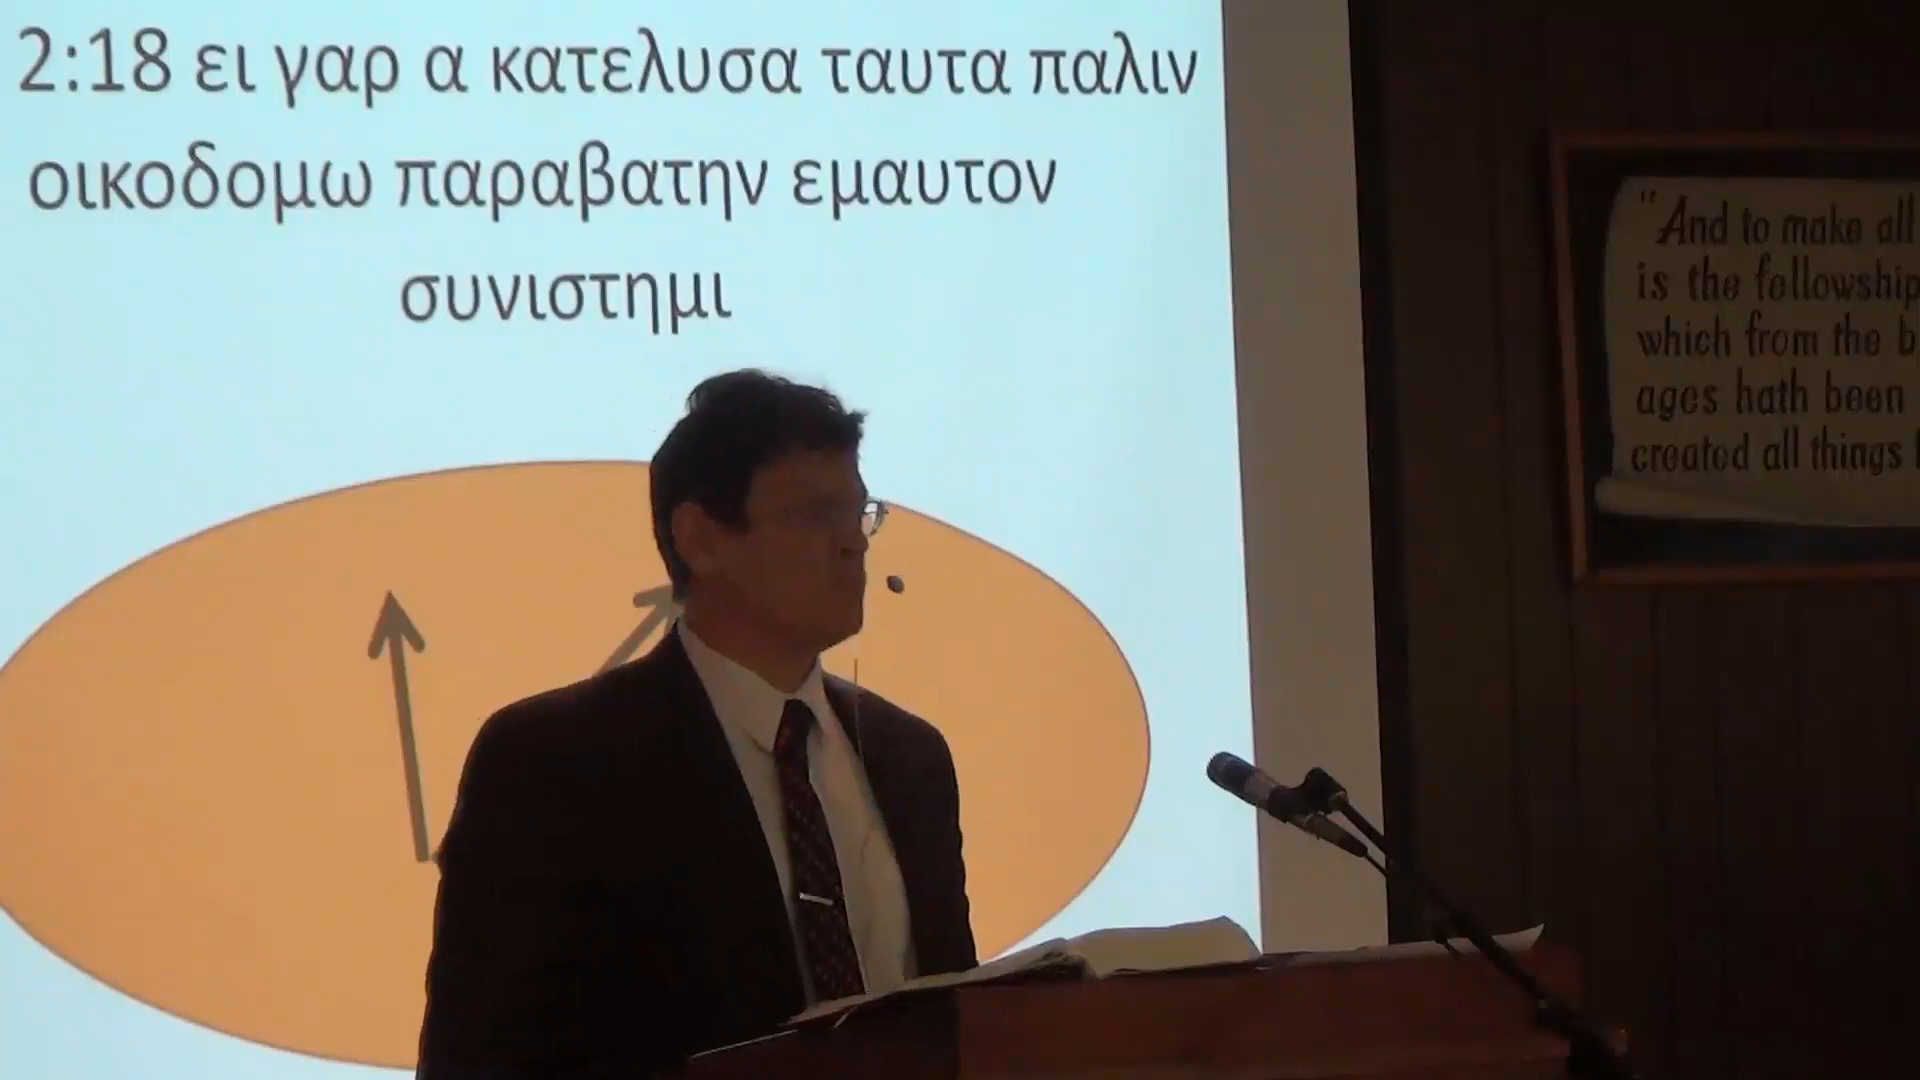 2:18 ει γαρ α κατελυσα ταυτα παλιν
οικοδομω παραβατην εμαυτον
συνιστημι
"And to make all
is the fellowship
which from the b
ages hath been
created all things